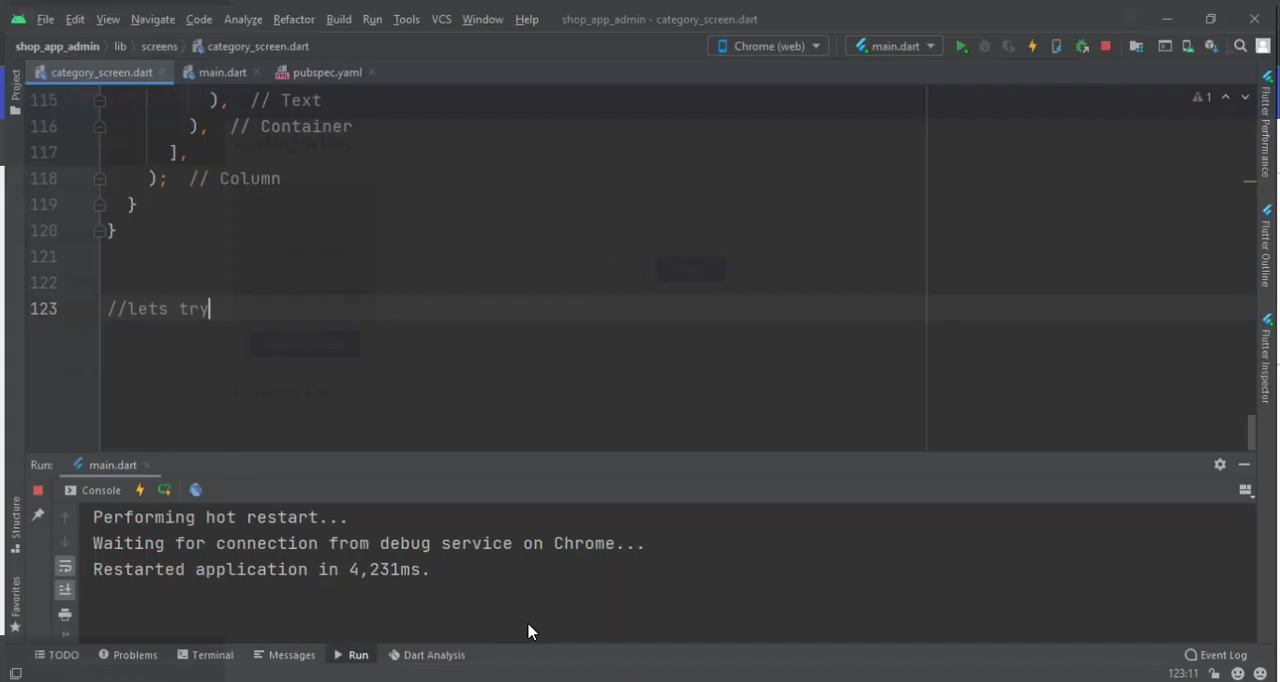 File Edit View Navigate Code Analyze Refactor Build Run Tools VCS Window Help shop_app_admin - category_screen.dart
shop_app_admin lib screens category_screen.dart Chrome (web) main.dart
category_screen.dart main.dart pubspec.yaml
Project
115 ), // Text
116 ), // Container
117 ],
118 ); // Column
119 }
120 }
121
122
123 //lets try
1
Flutter Performance
Flutter Outline
Flutter Inspector
Run: main.dart
Console
Performing hot restart...
Waiting for connection from debug service on Chrome...
Restarted application in 4,231ms.
Structure
Favorites
TODO Problems Terminal Messages Run Dart Analysis Event Log
123:11